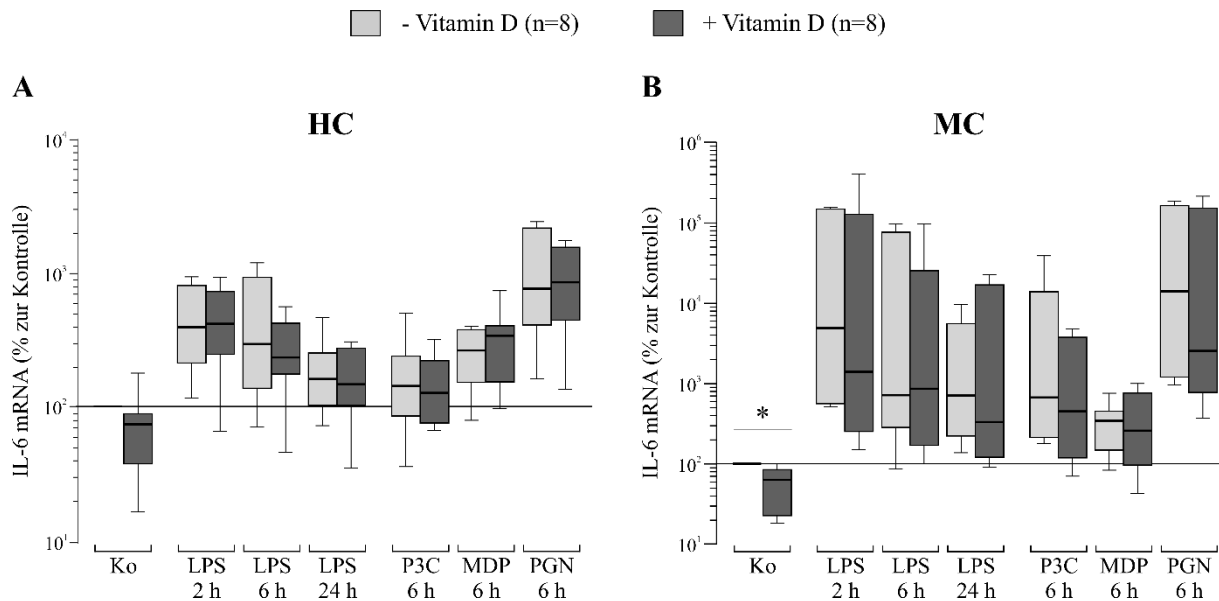 - Vitamin D (n=8) + Vitamin D (n=8)
A B
HC
10⁴
10³
10²
10¹
IL-6 mRNA (% zur Kontrolle)
Ko LPS LPS LPS P3C MDP PGN
2 h 6 h 24 h 6 h 6 h 6 h
MC
10⁶
10⁵
10⁴
10³
10²
10¹
IL-6 mRNA (% zur Kontrolle)
*
Ko LPS LPS LPS P3C MDP PGN
2 h 6 h 24 h 6 h 6 h 6 h